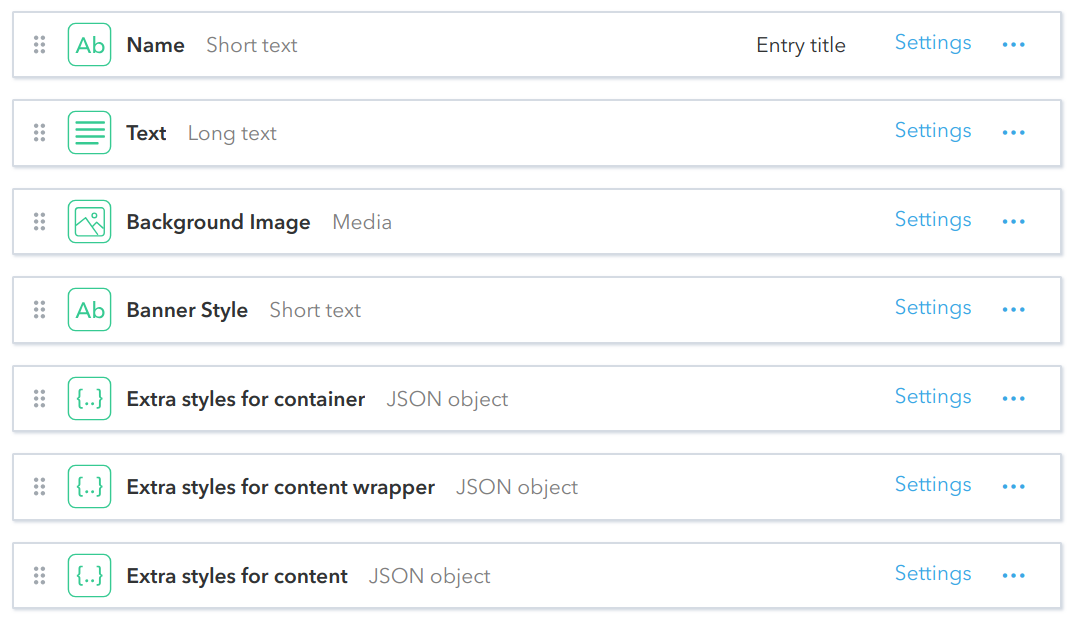 Ab Name Short text Entry title Settings ...
Text Long text Settings ...
Background Image Media Settings ...
Ab Banner Style Short text Settings ...
{..} Extra styles for container JSON object Settings ...
{..} Extra styles for content wrapper JSON object Settings ...
{..} Extra styles for content JSON object Settings ...